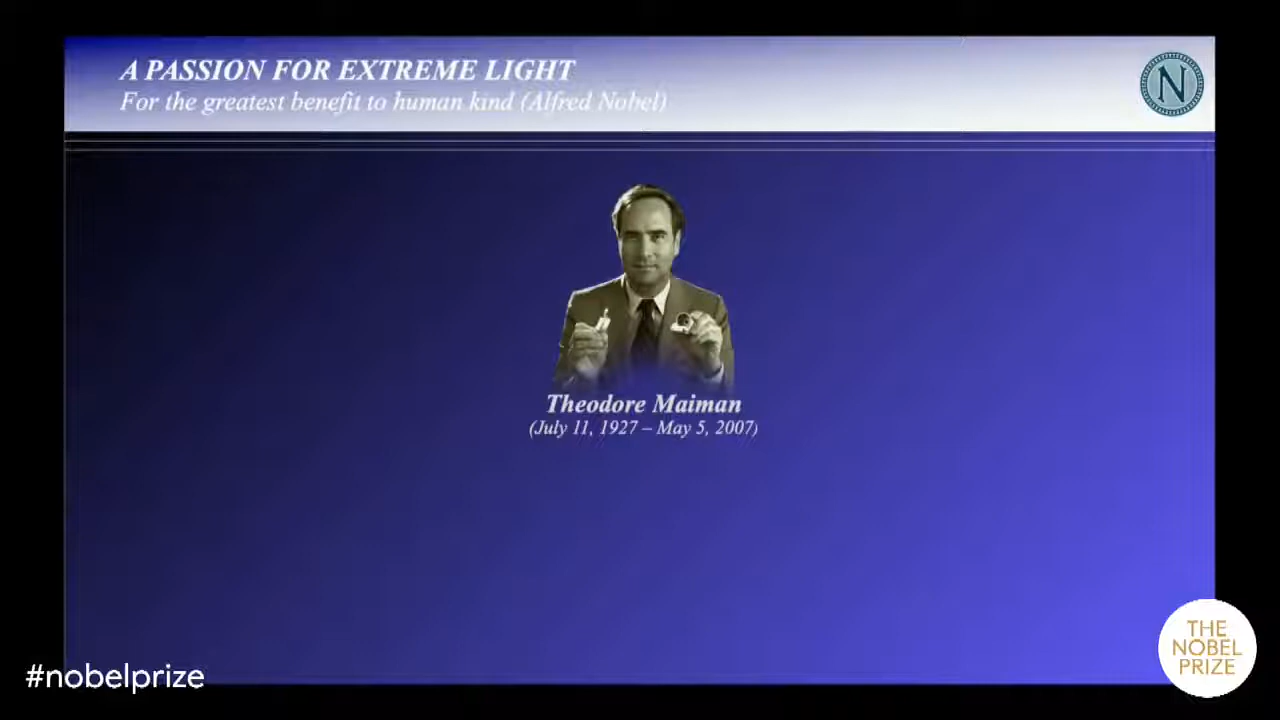 A PASSION FOR EXTREME LIGHT
For the greatest benefit to human kind (Alfred Nobel)
N
Theodore Maiman
(July 11, 1927 – May 5, 2007)
THE
NOBEL
PRIZE
#nobelprize